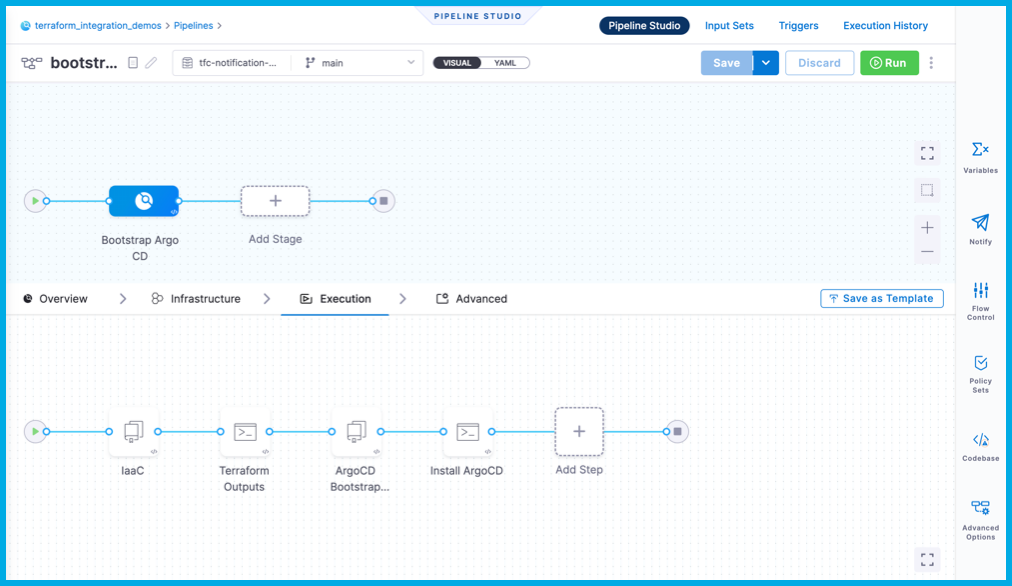 PIPELINE STUDIO
terraform_integration_demos > Pipelines >
Pipeline Studio
Input Sets
Triggers
Execution History
bootstr...
tfc-notification-...
main
VISUAL
YAML
Save
Discard
Run
Variables
Notify
Flow
Control
Policy
Sets
Codebase
Advanced
Options
Bootstrap Argo
CD
Add Stage
Overview
Infrastructure
Execution
Advanced
Save as Template
IaaC
Terraform
Outputs
ArgoCD
Bootstrap...
Install ArgoCD
Add Step